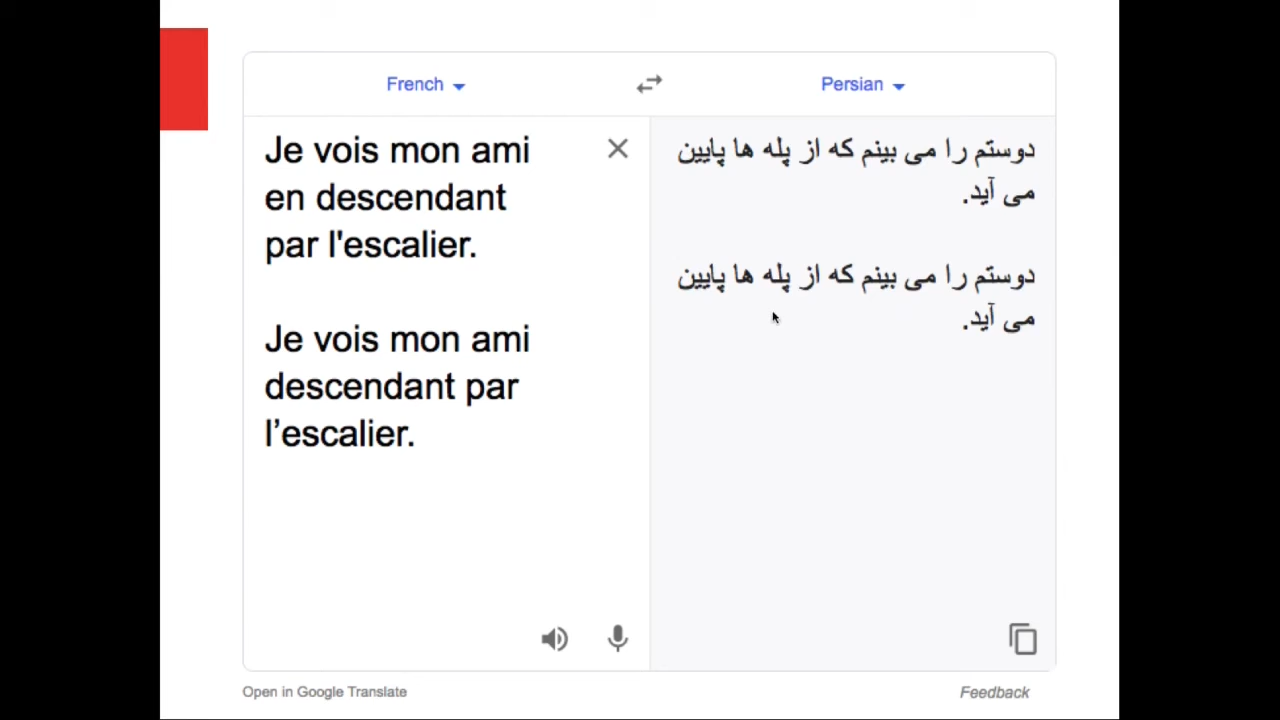 French
Persian
Je vois mon ami
en descendant
par l'escalier.
Je vois mon ami
descendant par
l’escalier.
دوستم را می بینم که از پله ها پایین
می آید.
دوستم را می بینم که از پله ها پایین
می آید.
Open in Google Translate
Feedback